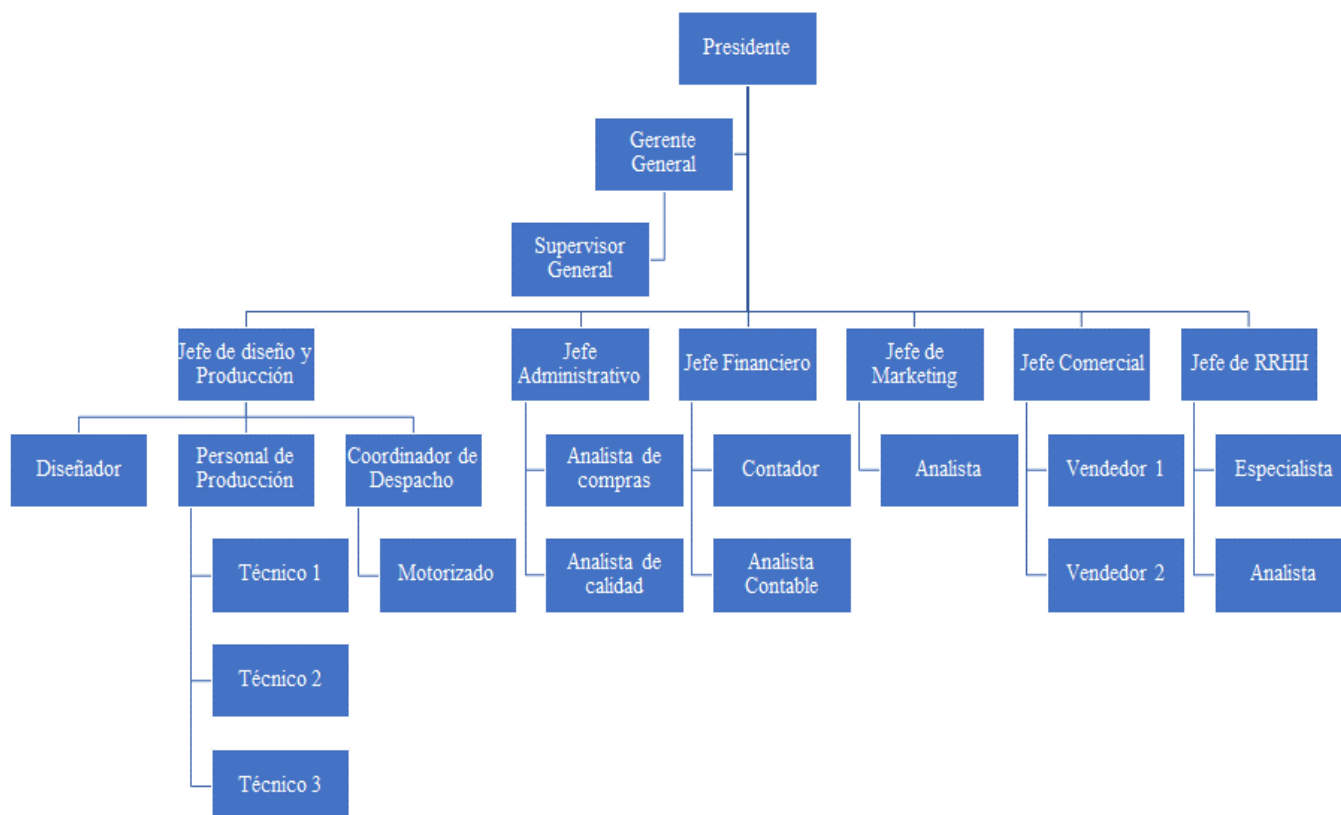 Presidente
Gerente
General
Supervisor
General
Jefe de diseño y
Producción
Jefe
Administrativo
Jefe Financiero
Jefe de
Marketing
Jefe Comercial
Jefe de RRHH
Diseñador
Personal de
Producción
Coordinador de
Despacho
Analista de
compras
Contador
Analista
Vendedor 1
Especialista
Técnico 1
Motorizado
Analista de
calidad
Analista
Contable
Vendedor 2
Analista
Técnico 2
Técnico 3